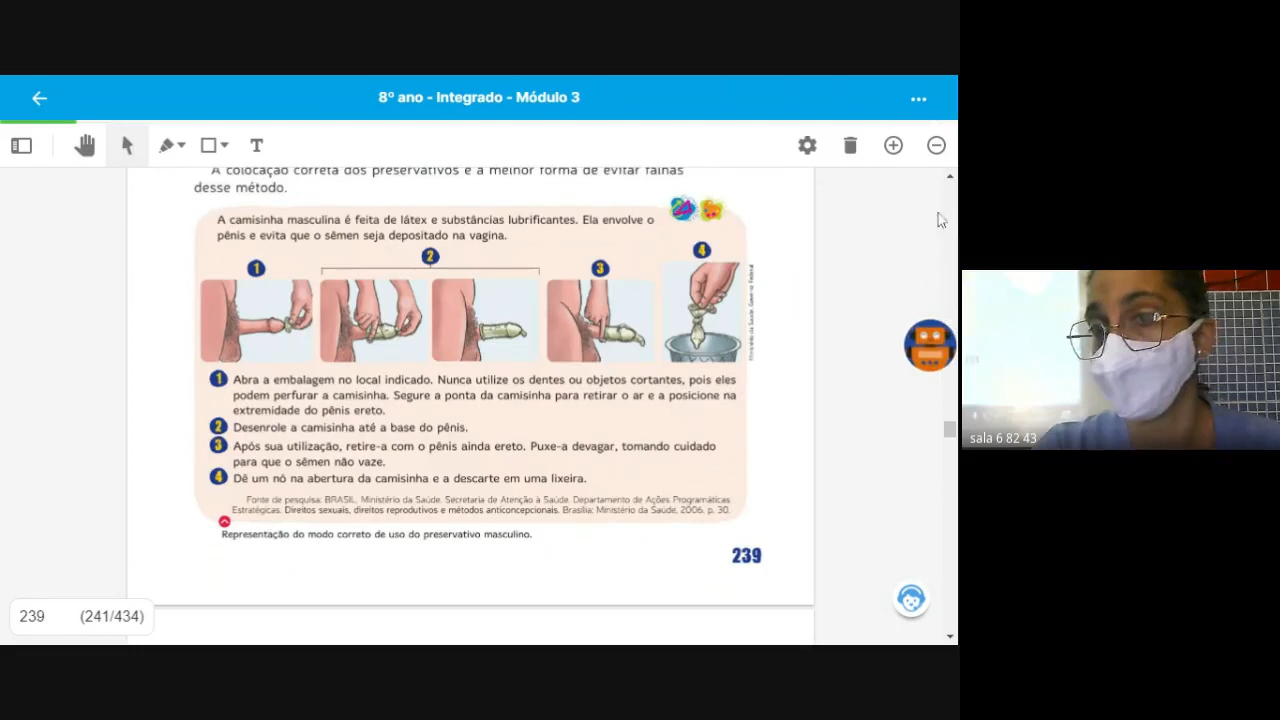 8º ano - Integrado - Módulo 3
T
A colocação correta dos preservativos é a melhor forma de evitar falhas
desse método.
A camisinha masculina é feita de látex e substâncias lubrificantes. Ela envolve o
pênis e evita que o sêmen seja depositado na vagina.
1
2
3
4
Ministério da Saúde, Governo Federal
1 Abra a embalagem no local indicado. Nunca utilize os dentes ou objetos cortantes, pois eles
podem perfurar a camisinha. Segure a ponta da camisinha para retirar o ar e a posicione na
extremidade do pênis ereto.
2 Desenrole a camisinha até a base do pênis.
3 Após sua utilização, retire-a com o pênis ainda ereto. Puxe-a devagar, tomando cuidado
para que o sêmen não vaze.
4 Dê um nó na abertura da camisinha e a descarte em uma lixeira.
Fonte de pesquisa: BRASIL. Ministério da Saúde. Secretaria de Atenção à Saúde. Departamento de Ações Programáticas
Estratégicas. Direitos sexuais, direitos reprodutivos e métodos anticoncepcionais. Brasília: Ministério da Saúde, 2006. p. 30.
Representação do modo correto de uso do preservativo masculino.
239
239 (241/434)
sala 6 82 43